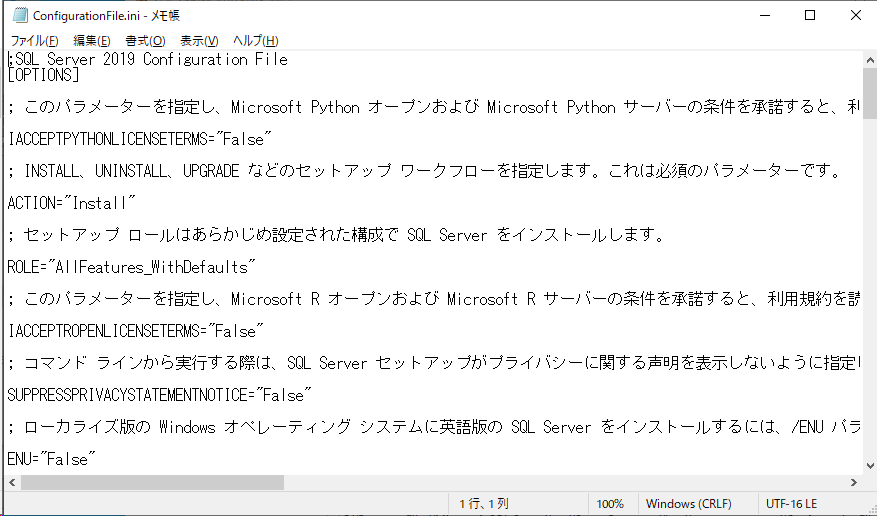 ConfigurationFile.ini - メモ帳
ファイル(F) 編集(E) 書式(O) 表示(V) ヘルプ(H)
;SQL Server 2019 Configuration File
[OPTIONS]
; このパラメーターを指定し、Microsoft Python オープンおよび Microsoft Python サーバーの条件を承諾すると、利
IACCEPTPYTHONLICENSETERMS="False"
; INSTALL、UNINSTALL、UPGRADE などのセットアップ ワークフローを指定します。これは必須のパラメーターです。
ACTION="Install"
; セットアップ ロールはあらかじめ設定された構成で SQL Server をインストールします。
ROLE="AllFeatures_WithDefaults"
; このパラメーターを指定し、Microsoft R オープンおよび Microsoft R サーバーの条件を承諾すると、利用規約を読
IACCEPTROPENLICENSETERMS="False"
; コマンド ラインから実行する際は、SQL Server セットアップがプライバシーに関する声明を表示しないように指定し
SUPPRESSPRIVACYSTATEMENTNOTICE="False"
; ローカライズ版の Windows オペレーティング システムに英語版の SQL Server をインストールするには、/ENU パラ
ENU="False"
1 行、1 列 100% Windows (CRLF) UTF-16 LE